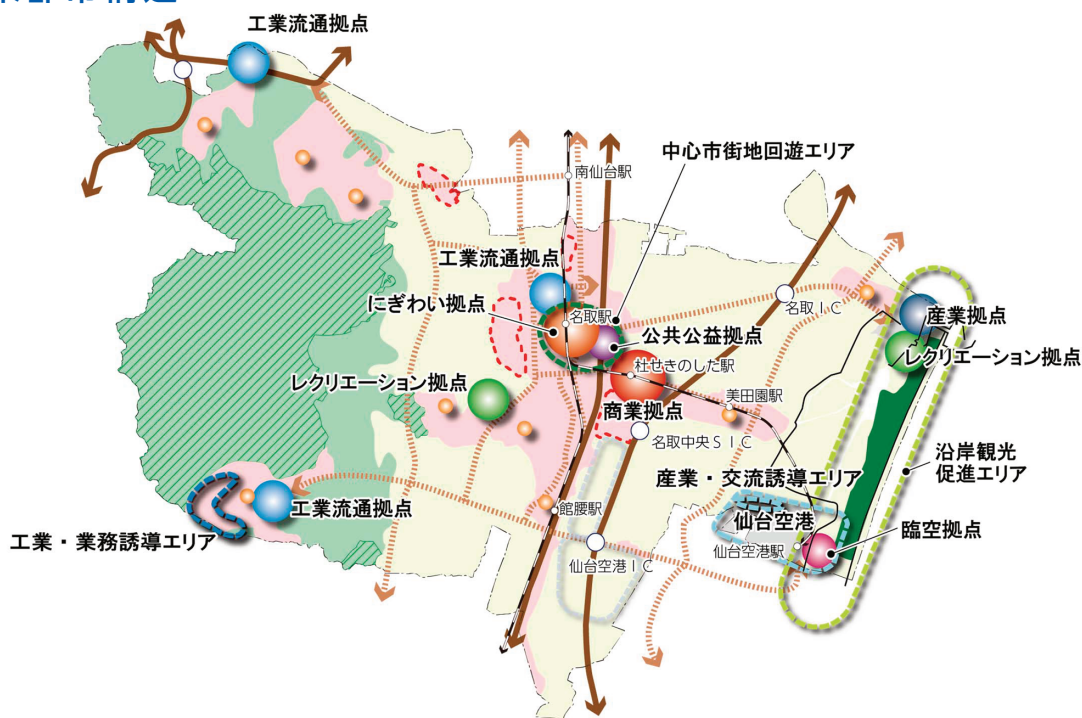 工業流通拠点
中心市街地回遊エリア
南仙台駅
工業流通拠点
にぎわい拠点
名取駅
名取IC
産業拠点
公共公益拠点
レクリエーション拠点
杜せきのした駅
レクリエーション拠点
美田園駅
商業拠点
名取中央SIC
沿岸観光
促進エリア
産業・交流誘導エリア
工業流通拠点
館腰駅
仙台空港
臨空拠点
工業・業務誘導エリア
仙台空港駅
仙台空港IC